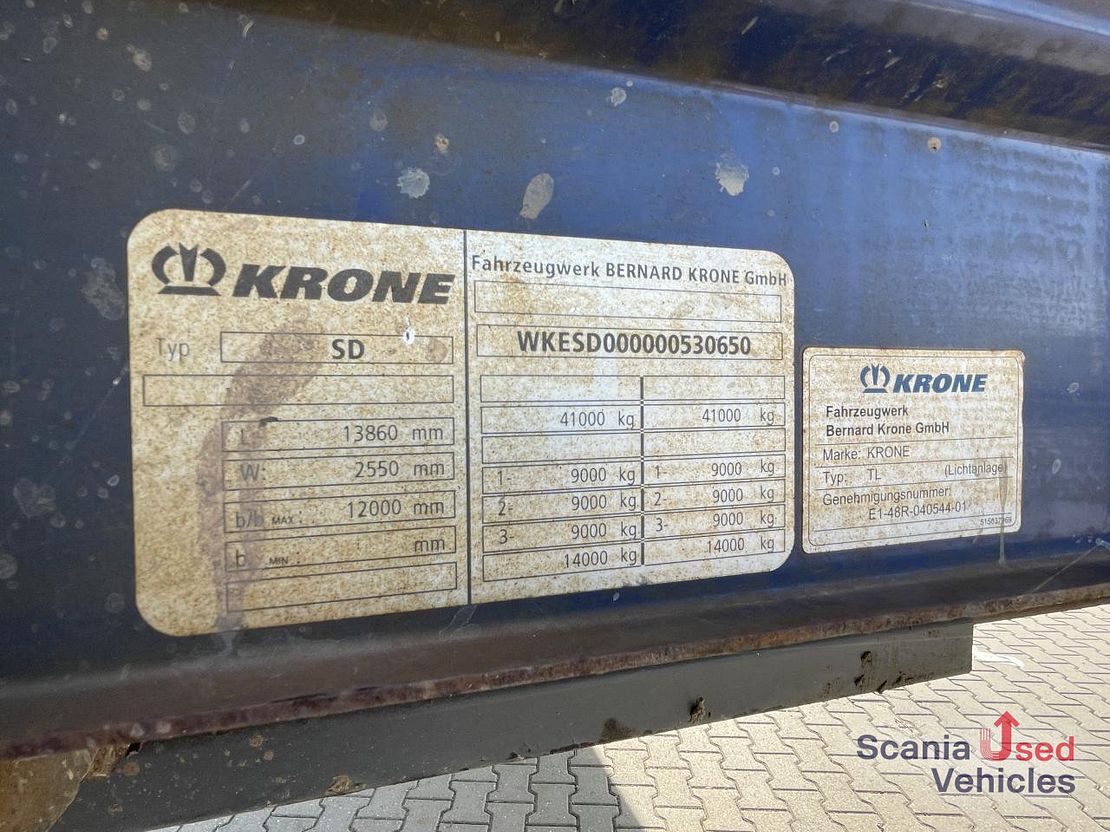 KRONE
Typ SD
L: 13860 mm
W: 2550 mm
b/b MAX.: 12000 mm
b MIN.: mm
Fahrzeugwerk BERNARD KRONE GmbH
WKESD000000530650
41000 kg 41000 kg
1- 9000 kg 1- 9000 kg
2- 9000 kg 2- 9000 kg
3- 9000 kg 3- 9000 kg
14000 kg 14000 kg
KRONE
Fahrzeugwerk
Bernard Krone GmbH
Marke: KRONE
Typ: TL (Lichtanlage)
Genehmigungsnummer:
E1-48R-040544-01
Scania Used
Vehicles